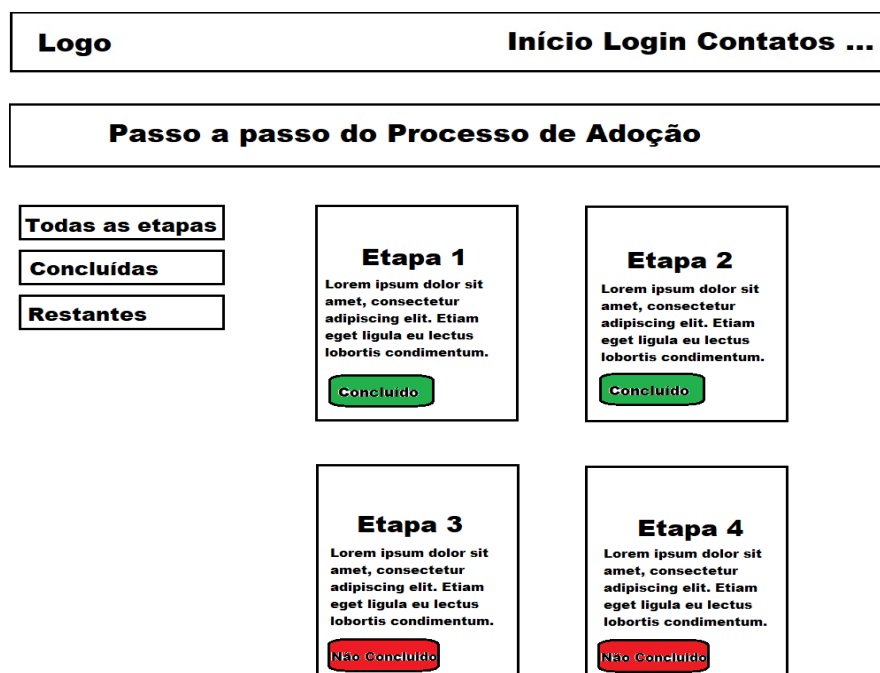 Logo
Início Login Contatos ...
Passo a passo do Processo de Adoção
Todas as etapas
Concluídas
Restantes
Etapa 1
Lorem ipsum dolor sit
amet, consectetur
adipiscing elit. Etiam
eget ligula eu lectus
lobortis condimentum.
Concluído
Etapa 2
Lorem ipsum dolor sit
amet, consectetur
adipiscing elit. Etiam
eget ligula eu lectus
lobortis condimentum.
Concluído
Etapa 3
Lorem ipsum dolor sit
amet, consectetur
adipiscing elit. Etiam
eget ligula eu lectus
lobortis condimentum.
Não Concluído
Etapa 4
Lorem ipsum dolor sit
amet, consectetur
adipiscing elit. Etiam
eget ligula eu lectus
lobortis condimentum.
Não Concluído